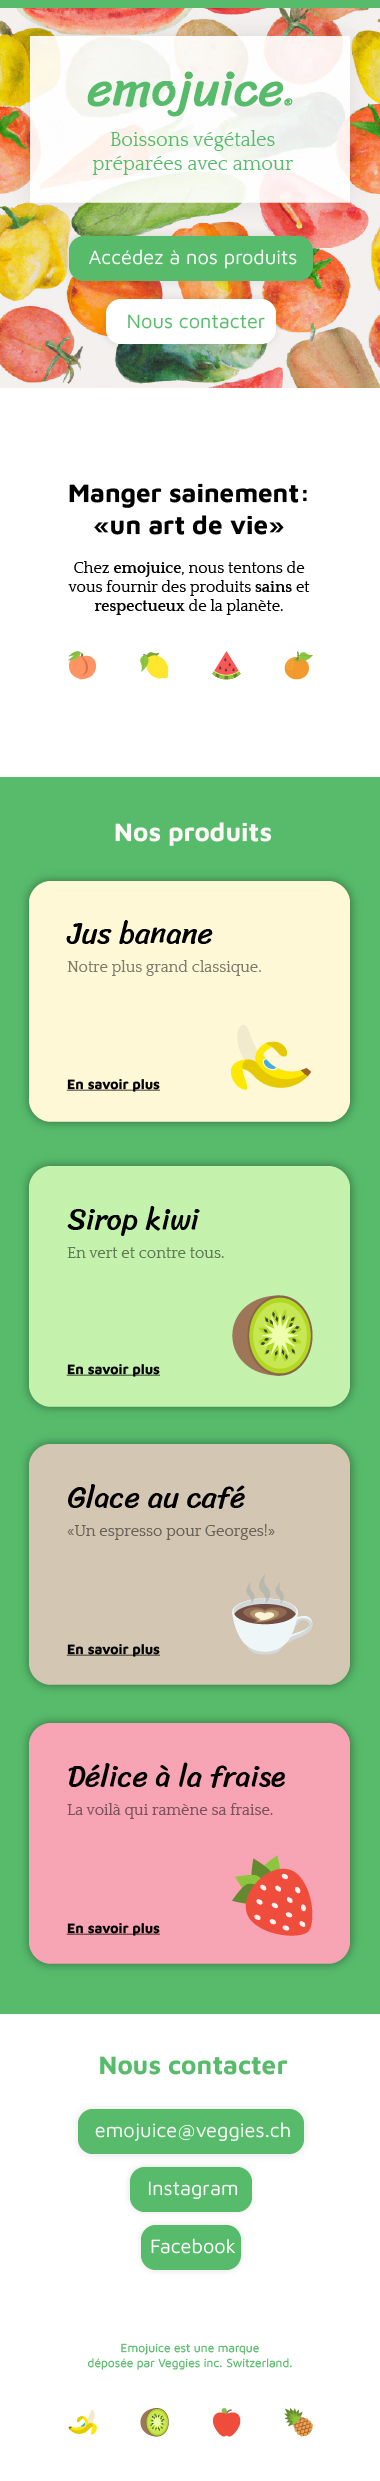 emojuice®
Boissons végétales
préparées avec amour
Accédez à nos produits
Nous contacter
Manger sainement:
«un art de vie»
Chez emojuice, nous tentons de
vous fournir des produits sains et
respectueux de la planète.
Nos produits
Jus banane
Notre plus grand classique.
En savoir plus
Sirop kiwi
En vert et contre tous.
En savoir plus
Glace au café
«Un espresso pour Georges!»
En savoir plus
Délice à la fraise
La voilà qui ramène sa fraise.
En savoir plus
Nous contacter
emojuice@veggies.ch
Instagram
Facebook
Emojuice est une marque
déposée par Veggies inc. Switzerland.